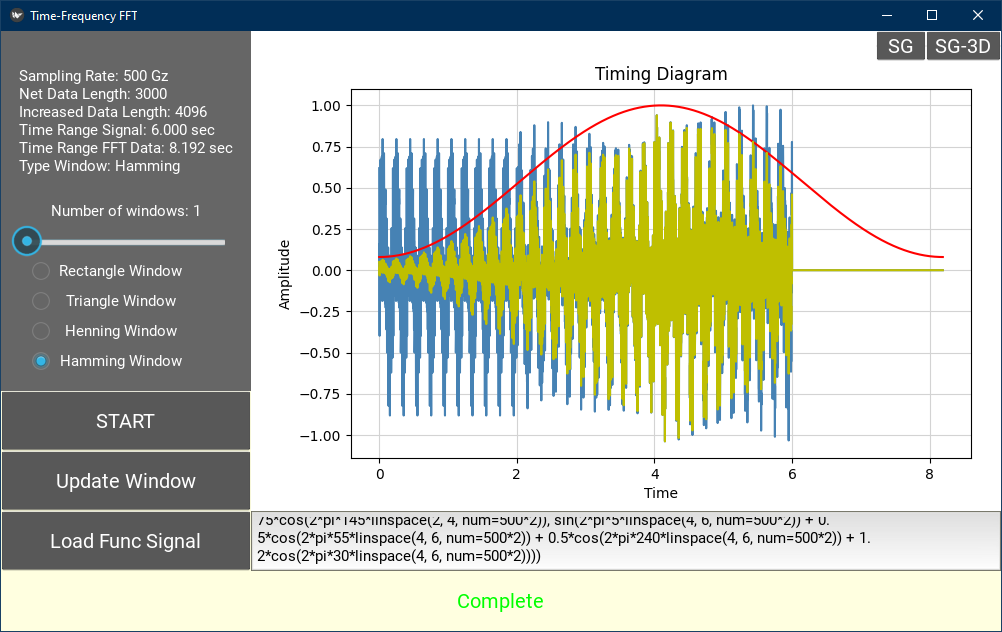 Time-Frequency FFT
SG SG-3D
Sampling Rate: 500 Gz
Net Data Length: 3000
Increased Data Length: 4096
Time Range Signal: 6.000 sec
Time Range FFT Data: 8.192 sec
Type Window: Hamming
Number of windows: 1
Rectangle Window
Triangle Window
Henning Window
Hamming Window
START
Update Window
Load Func Signal
Timing Diagram
Amplitude
1.00
0.75
0.50
0.25
0.00
−0.25
−0.50
−0.75
−1.00
0 2 4 6 8
Time
75*cos(2*pi*145*linspace(2, 4, num=500*2)), sin(2*pi*5*linspace(4, 6, num=500*2)) + 0.
5*cos(2*pi*55*linspace(4, 6, num=500*2)) + 0.5*cos(2*pi*240*linspace(4, 6, num=500*2)) + 1.
2*cos(2*pi*30*linspace(4, 6, num=500*2))))
Complete